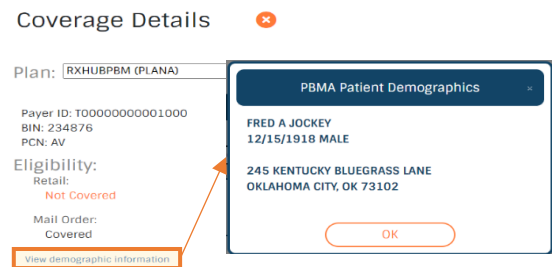 Coverage Details
Plan: RXHUBPBM (PLANA)
Payer ID: T00000000001000
BIN: 234876
PCN: AV
Eligibility:
Retail:
Not Covered
Mail Order:
Covered
View demographic information
PBMA Patient Demographics
FRED A JOCKEY
12/15/1918 MALE
245 KENTUCKY BLUEGRASS LANE
OKLAHOMA CITY, OK 73102
OK